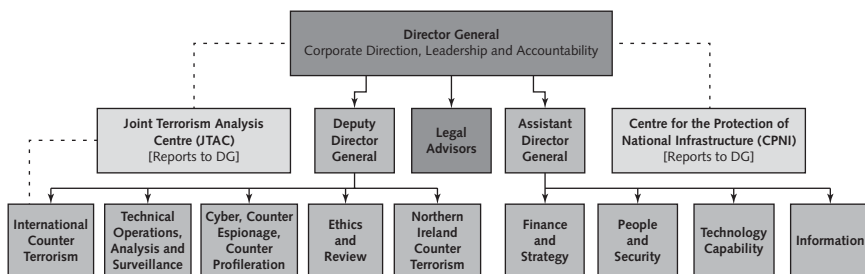 Director General
Corporate Direction, Leadership and Accountability
Joint Terrorism Analysis
Centre (JTAC)
[Reports to DG]
Deputy
Director
General
Legal
Advisors
Assistant
Director
General
Centre for the Protection of
National Infrastructure (CPNI)
[Reports to DG]
International
Counter
Terrorism
Technical
Operations,
Analysis and
Surveillance
Cyber, Counter
Espionage,
Counter
Profileration
Ethics
and
Review
Northern
Ireland
Counter
Terrorism
Finance
and
Strategy
People
and
Security
Technology
Capability
Information